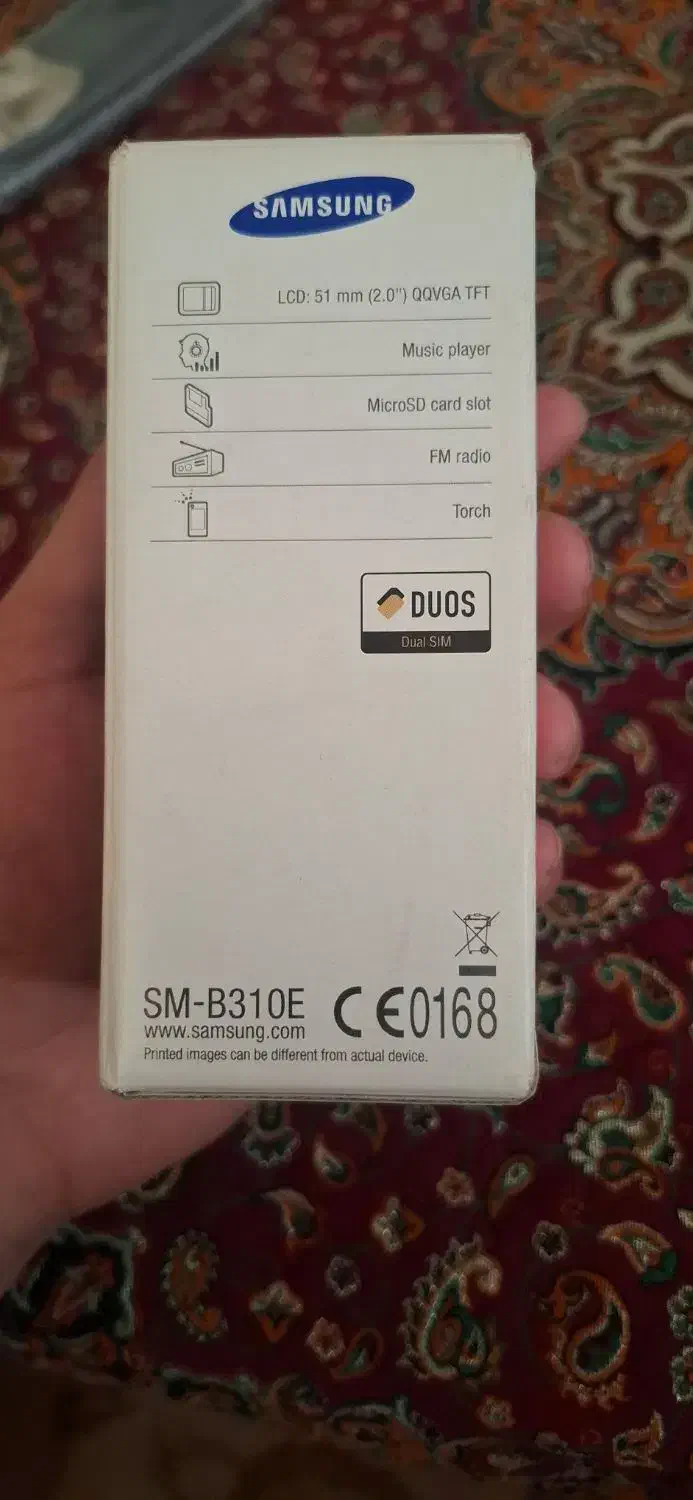 SAMSUNG
LCD: 51 mm (2.0") QQVGA TFT
Music player
MicroSD card slot
FM radio
Torch
DUOS
Dual SIM
SM-B310E
www.samsung.com
CE0168
Printed images can be different from actual device.